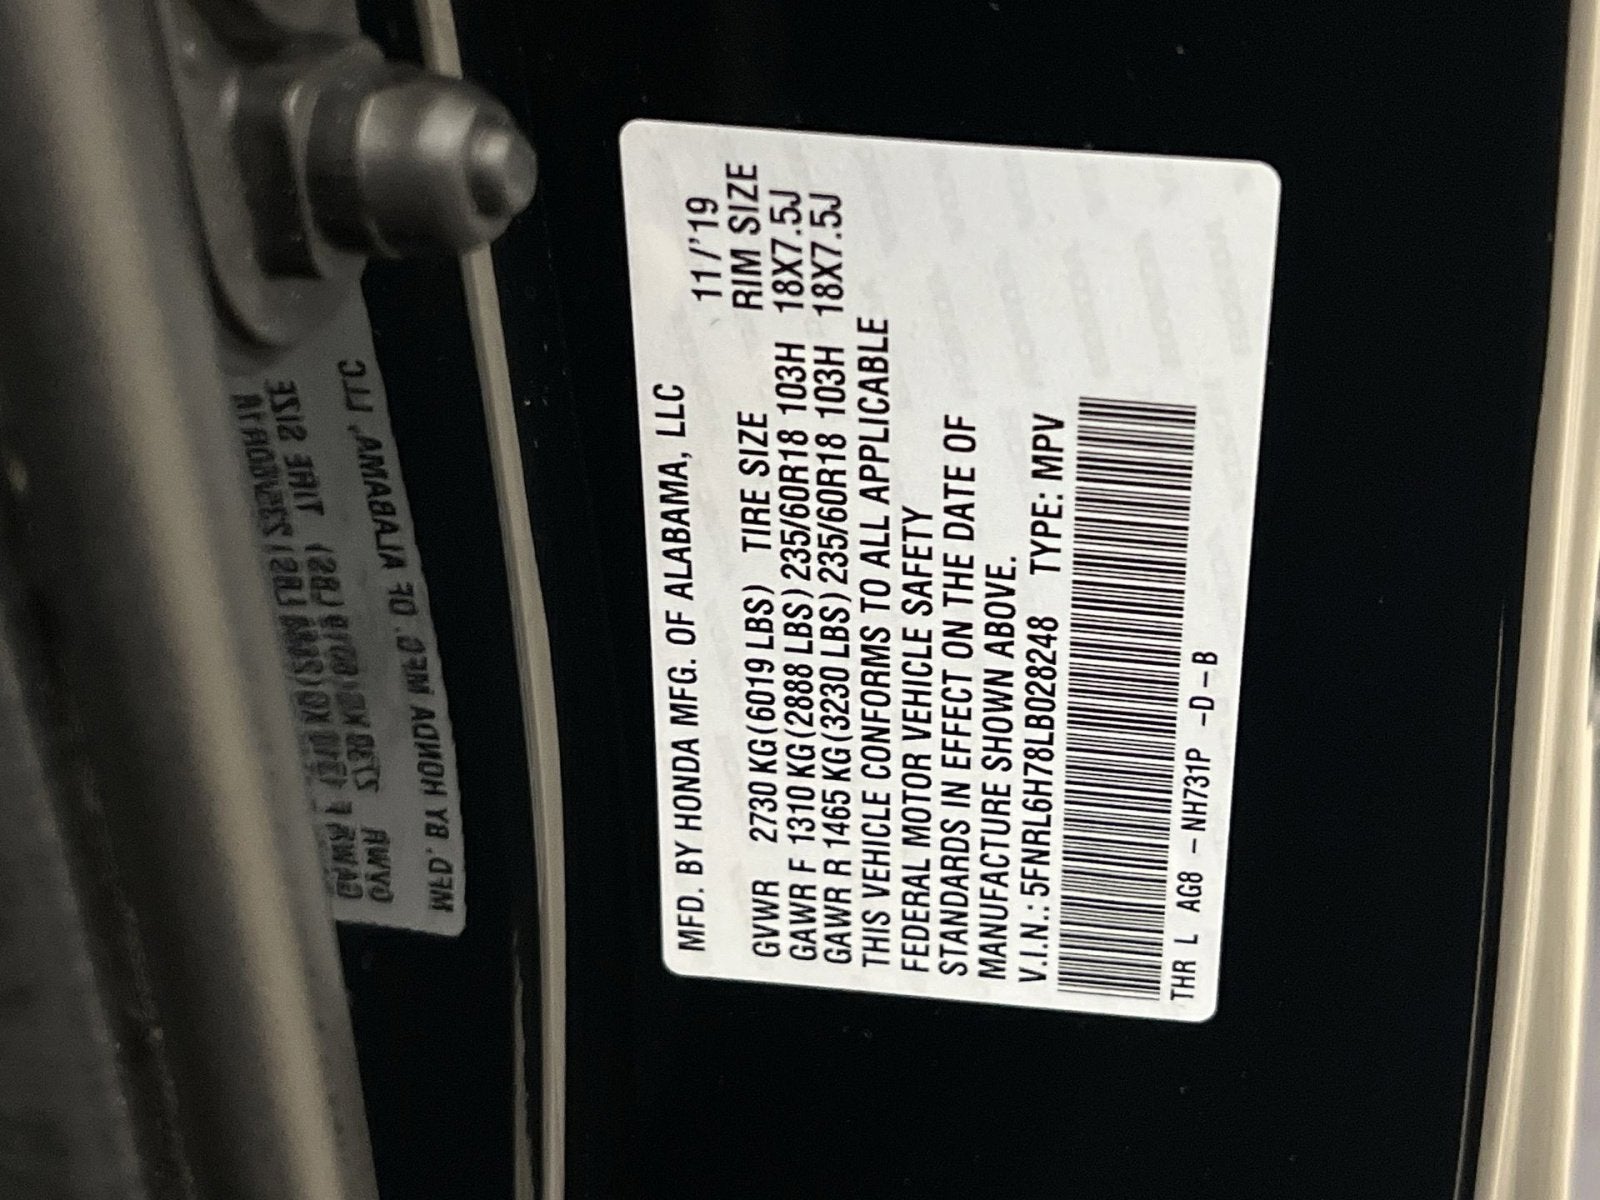 MFD. BY HONDA MFG. OF ALABAMA, LLC
11/'19
GVWR 2730 KG(6019 LBS) TIRE SIZE RIM SIZE
GAWR F 1310 KG(2888 LBS) 235/60R18 103H 18X7.5J
GAWR R 1465 KG(3230 LBS) 235/60R18 103H 18X7.5J
THIS VEHICLE CONFORMS TO ALL APPLICABLE
FEDERAL MOTOR VEHICLE SAFETY
STANDARDS IN EFFECT ON THE DATE OF
MANUFACTURE SHOWN ABOVE.
V.I.N.: 5FNRL6H78LB028248 TYPE: MPV
THR L AG8 -NH731P -D-B